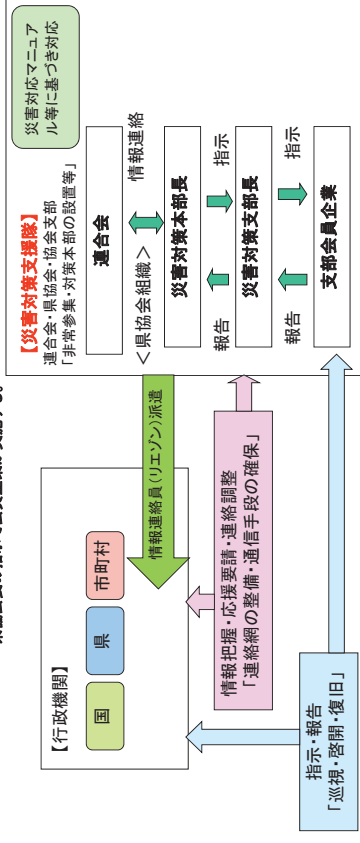 【災害対策支援隊】
連合会・県協会・協会支部
「非常参集・対策本部の設置等」
災害対応マニュア
ル等に基づき対応
連合会
＜県協会組織＞
情報連絡
災害対策本部長
報告
指示
災害対策支部長
報告
指示
支部会員企業
【行政機関】
国
県
市町村
情報連絡員(リエゾン)派遣
情報把握・応援要請・連絡調整
「連絡網の整備・通信手段の確保」
指示・報告
「巡視・啓開・復旧」